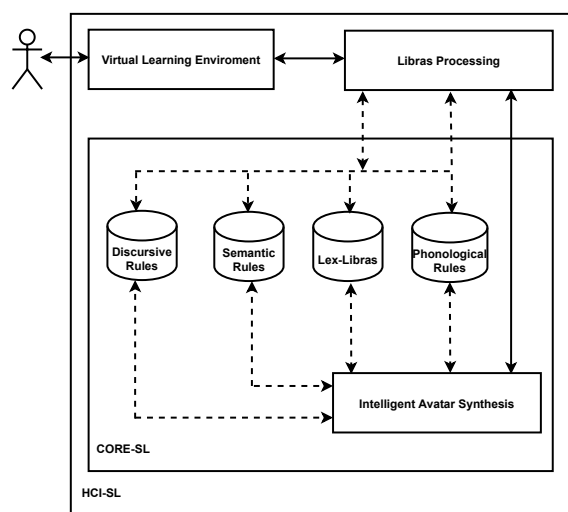 Virtual Learning Enviroment
Libras Processing
Discursive
Rules
Semantic
Rules
Lex-Libras
Phonological
Rules
Intelligent Avatar Synthesis
CORE-SL
HCI-SL